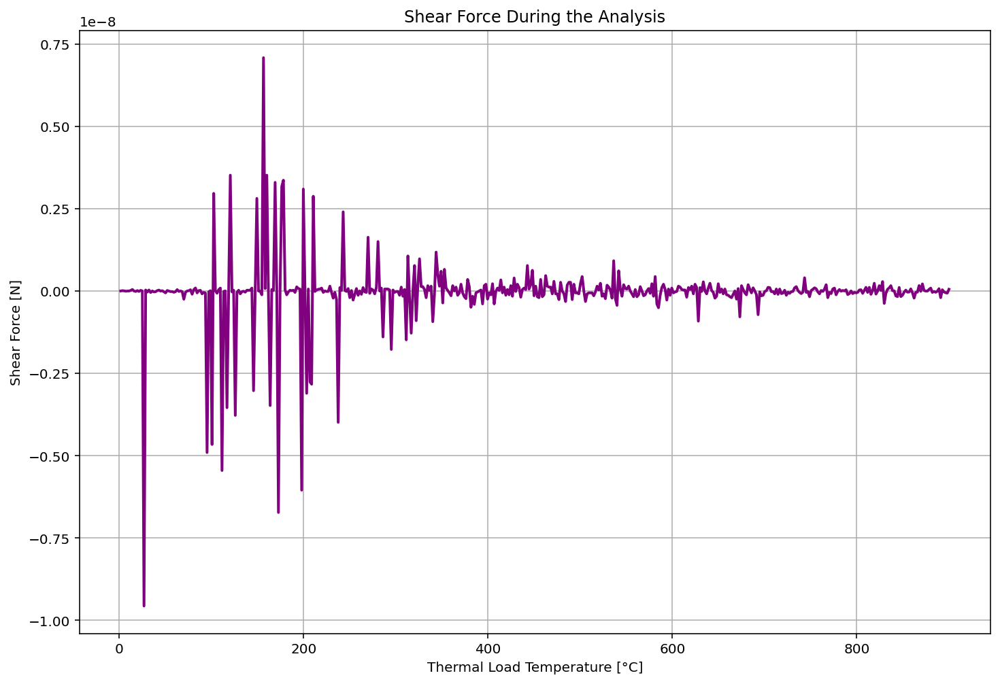 Shear Force During the Analysis
1e−8
0.75
0.50
0.25
0.00
−0.25
−0.50
−0.75
−1.00
Shear Force [N]
0 200 400 600 800
Thermal Load Temperature [°C]